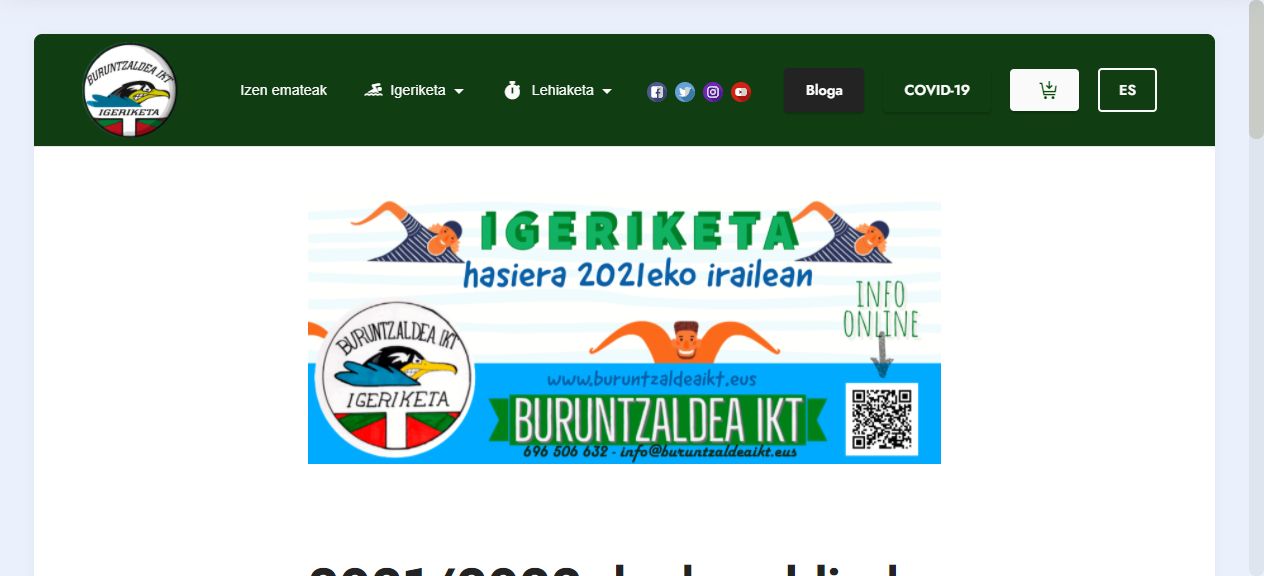 BURUNTZALDEA IKT
IGERIKETA
Izen emateak
Igeriketa
Lehiaketa
Bloga
COVID-19
ES
IGERIKETA
hasiera 2021eko irailean
INFO
ONLINE
BURUNTZALDEA IKT
IGERIKETA
www.buruntzaldeaikt.eus
BURUNTZALDEA IKT
696 506 632 - info@buruntzaldeaikt.eus